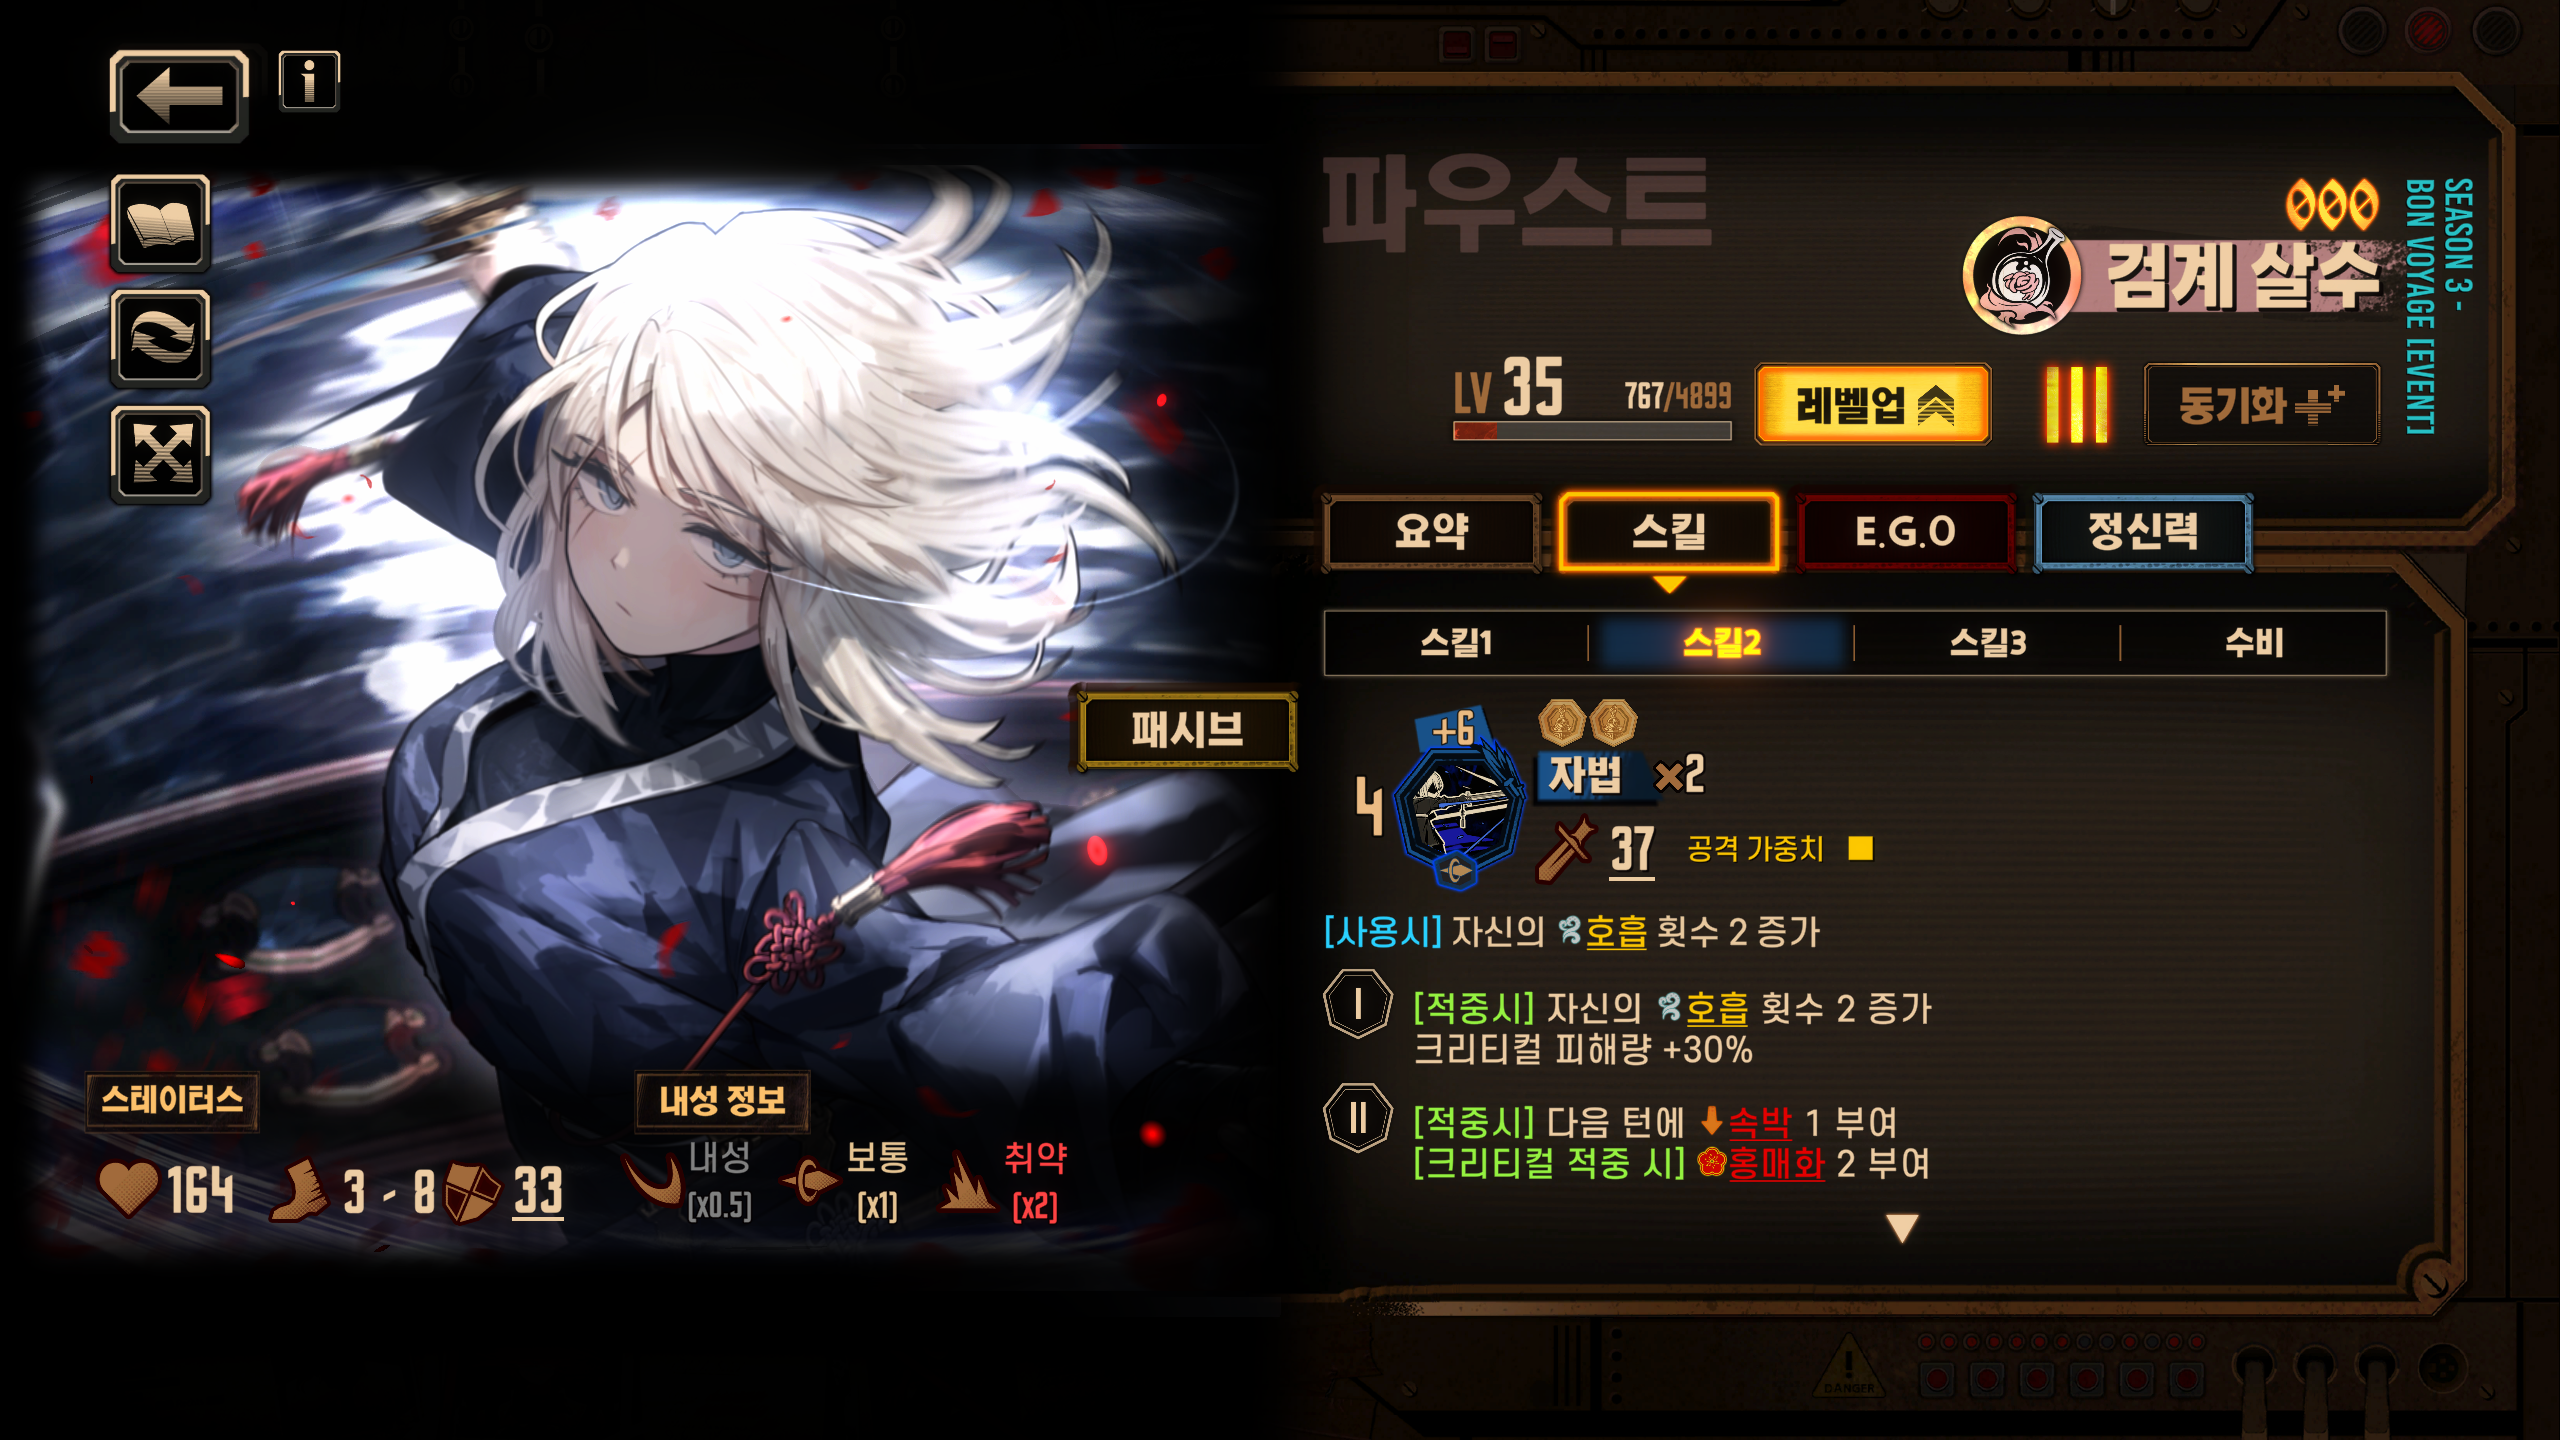 파우스트
검계 살수
SEASON 3 -
BON VOYAGE [EVENT]
LV 35 767/4899
레벨업
동기화
요약 스킬 E.G.O 정신력
스킬1 스킬2 스킬3 수비
패시브
+6
4
자법 ×2
37 공격 가중치
[사용시] 자신의 호흡 횟수 2 증가
I [적중시] 자신의 호흡 횟수 2 증가
크리티컬 피해량 +30%
II [적중시] 다음 턴에 속박 1 부여
[크리티컬 적중 시] 홍매화 2 부여
스테이터스
164 3 - 8 33
내성 정보
내성 보통 취약
[x0.5] [x1] [x2]
DANGER